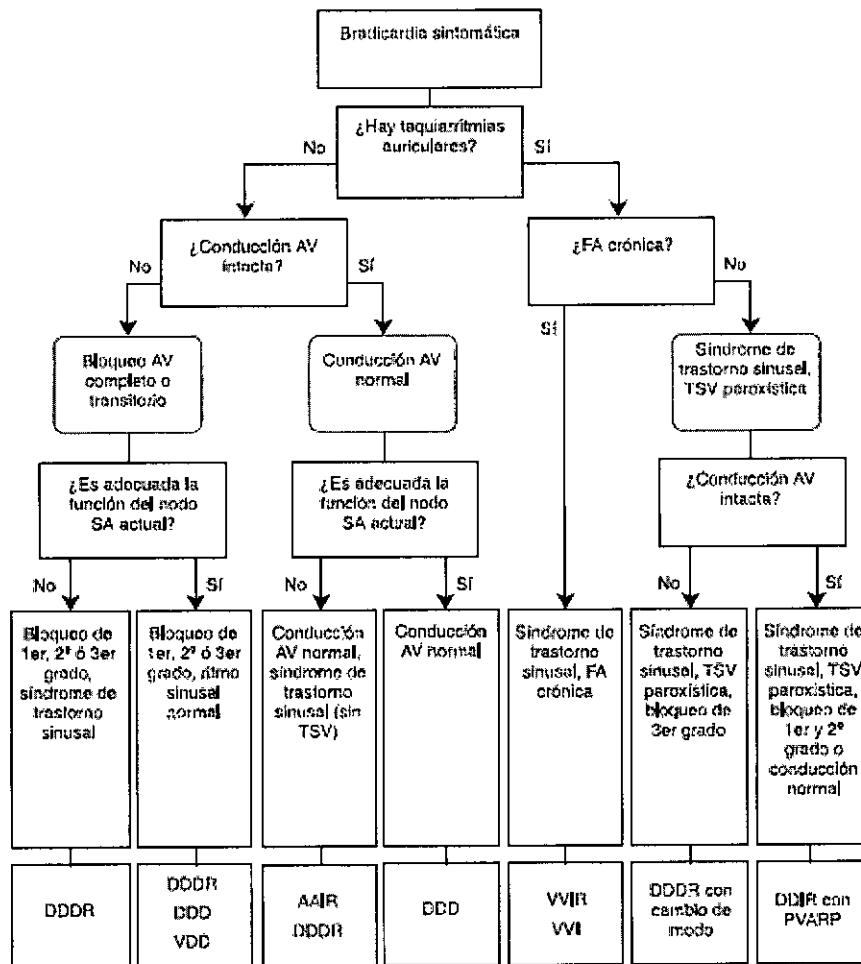 Bradicardia sintomática
¿Hay taquiarritmias
auriculares?
No
Sí
¿Conducción AV
intacta?
¿FA crónica?
No
Sí
No
Sí
Bloqueo AV
completo o
transitorio
Conducción AV
normal
Síndrome de
trastorno sinusal,
TSV paroxística
¿Es adecuada la
función del nodo
SA actual?
¿Es adecuada la
función del nodo
SA actual?
¿Conducción AV
intacta?
No
Sí
No
Sí
No
Sí
Bloqueo de
1er, 2º ó 3er
grado,
síndrome de
trastorno
sinusal
Bloqueo de
1er, 2º ó 3er
grado, ritmo
sinusal
normal
Conducción
AV normal,
síndrome de
trastorno
sinusal (sin
TSV)
Conducción
AV normal
Síndrome de
trastorno
sinusal, FA
crónica
Síndrome de
trastorno
sinusal, TSV
paroxística,
bloqueo de
3er grado
Síndrome de
trastorno
sinusal, TSV
paroxística,
bloqueo de
1er y 2º
grado o
conducción
normal
DDDR
DDDR
DDD
VDD
AAIR
DDDR
DDD
VVIR
VVI
DDDR con
cambio de
modo
DDIR con
PVARP